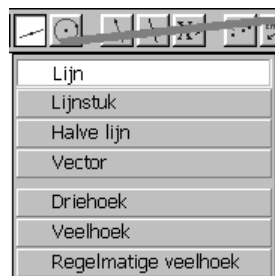 Lijn
Lijnstuk
Halve lijn
Vector
Driehoek
Veelhoek
Regelmatige veelhoek